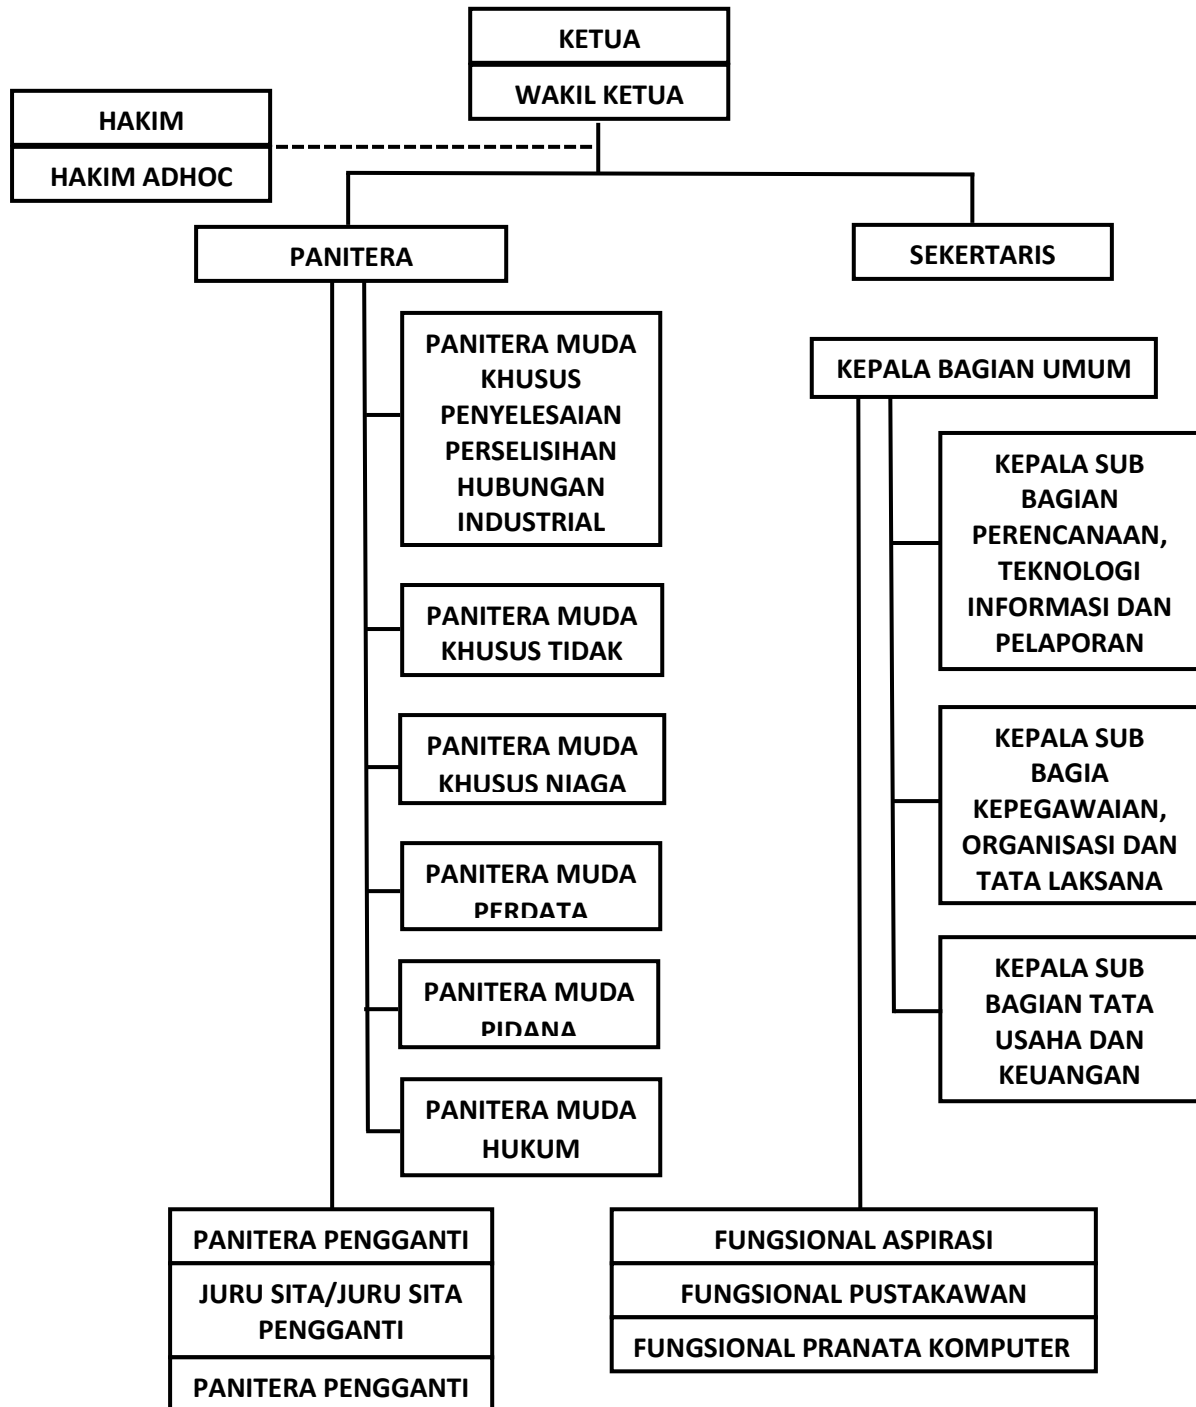 KETUA
WAKIL KETUA
HAKIM
HAKIM ADHOC
PANITERA
SEKERTARIS
PANITERA MUDA
KHUSUS
PENYELESAIAN
PERSELISIHAN
HUBUNGAN
INDUSTRIAL
PANITERA MUDA
KHUSUS TIDAK
PANITERA MUDA
KHUSUS NIAGA
PANITERA MUDA
PERDATA
PANITERA MUDA
PIDANA
PANITERA MUDA
HUKUM
KEPALA BAGIAN UMUM
KEPALA SUB
BAGIAN
PERENCANAAN,
TEKNOLOGI
INFORMASI DAN
PELAPORAN
KEPALA SUB
BAGIA
KEPEGAWAIAN,
ORGANISASI DAN
TATA LAKSANA
KEPALA SUB
BAGIAN TATA
USAHA DAN
KEUANGAN
PANITERA PENGGANTI
JURU SITA/JURU SITA
PENGGANTI
PANITERA PENGGANTI
FUNGSIONAL ASPIRASI
FUNGSIONAL PUSTAKAWAN
FUNGSIONAL PRANATA KOMPUTER